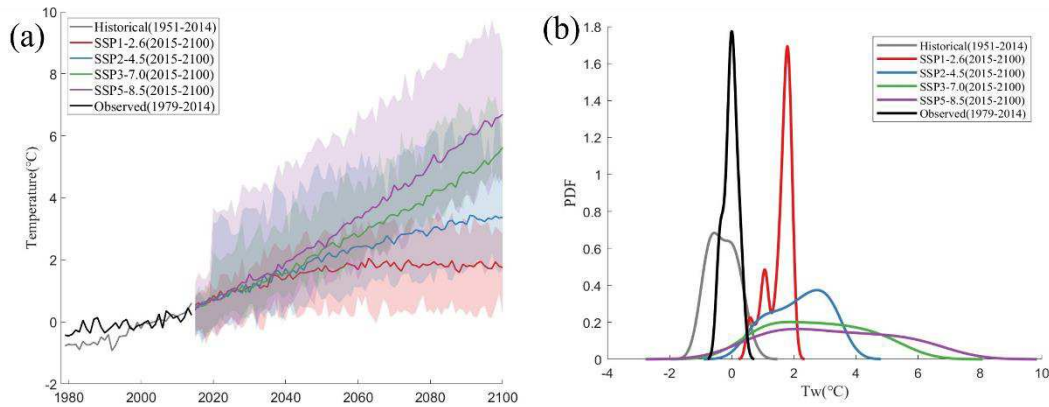 (a)
10
8
6
4
2
0
-2
Temperature(°C)
Historical(1951-2014)
SSP1-2.6(2015-2100)
SSP2-4.5(2015-2100)
SSP3-7.0(2015-2100)
SSP5-8.5(2015-2100)
Observed(1979-2014)
1980 2000 2020 2040 2060 2080 2100
(b)
1.8
1.6
1.4
1.2
1
0.8
0.6
0.4
0.2
0
PDF
Historical(1951-2014)
SSP1-2.6(2015-2100)
SSP2-4.5(2015-2100)
SSP3-7.0(2015-2100)
SSP5-8.5(2015-2100)
Observed(1979-2014)
-4 -2 0 2 4 6 8 10
Tw(°C)